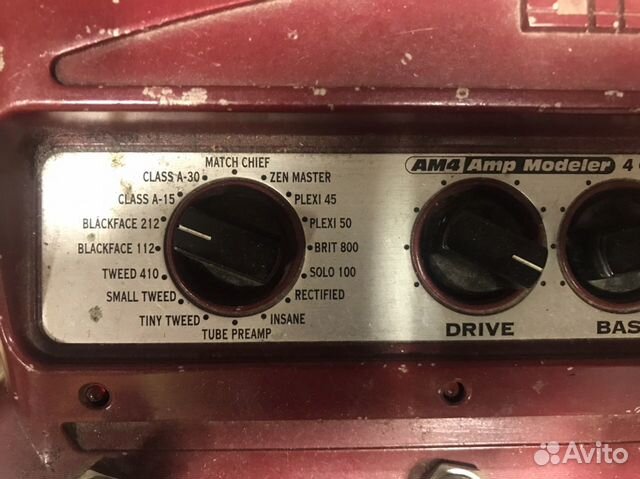 MATCH CHIEF
CLASS A-30 ZEN MASTER
CLASS A-15 PLEXI 45
BLACKFACE 212 PLEXI 50
BLACKFACE 112 BRIT 800
TWEED 410 SOLO 100
SMALL TWEED RECTIFIED
TINY TWEED INSANE
TUBE PREAMP
AM4 Amp Modeler 4
DRIVE
BAS
Avito